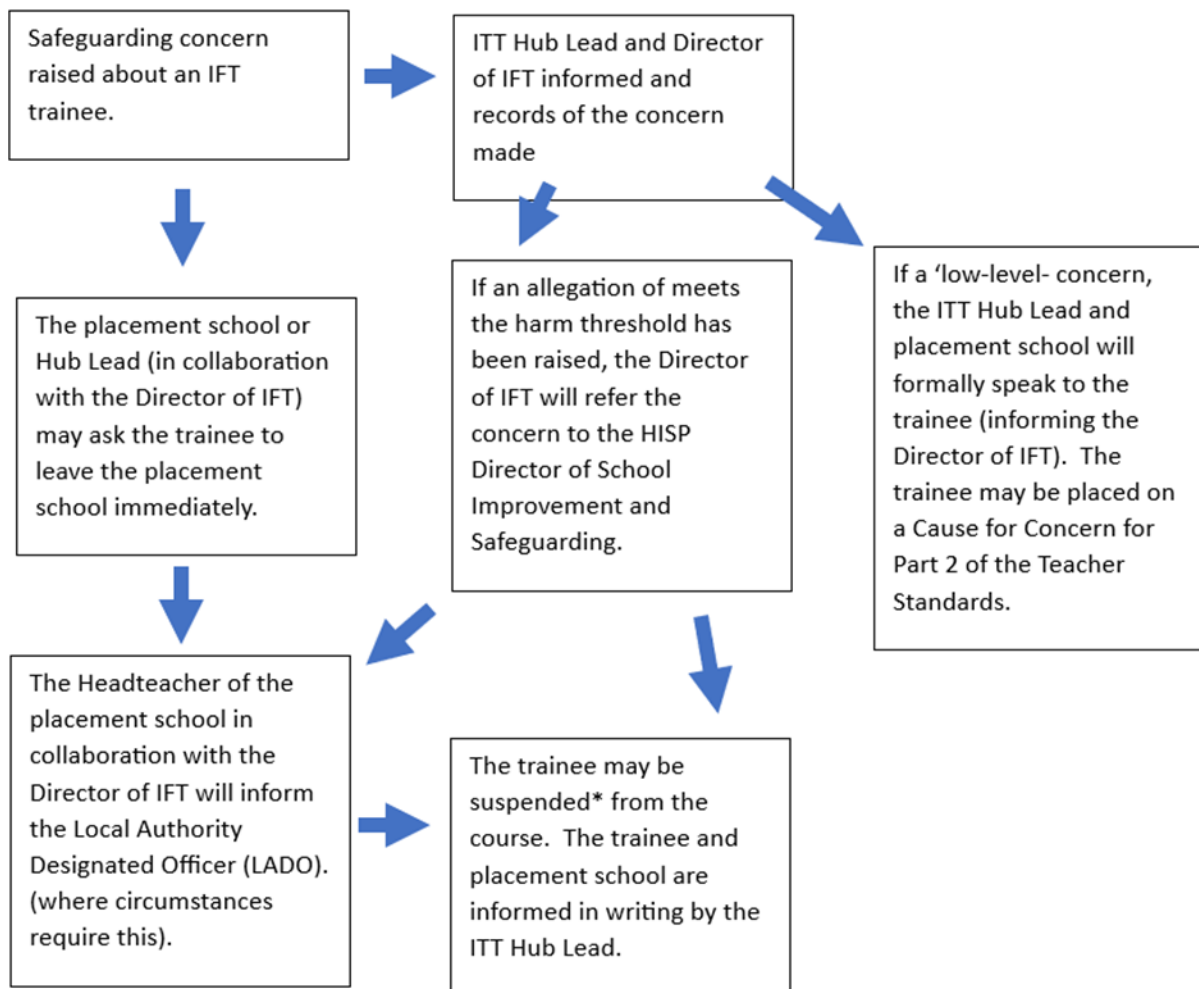 Safeguarding concern
raised about an IFT
trainee.
ITT Hub Lead and Director
of IFT informed and
records of the concern
made
The placement school or
Hub Lead (in collaboration
with the Director of IFT)
may ask the trainee to
leave the placement
school immediately.
If an allegation of meets
the harm threshold has
been raised, the Director
of IFT will refer the
concern to the HISP
Director of School
Improvement and
Safeguarding.
If a ‘low-level- concern,
the ITT Hub Lead and
placement school will
formally speak to the
trainee (informing the
Director of IFT).  The
trainee may be placed on
a Cause for Concern for
Part 2 of the Teacher
Standards.
The Headteacher of the
placement school in
collaboration with the
Director of IFT will inform
the Local Authority
Designated Officer (LADO).
(where circumstances
require this).
The trainee may be
suspended* from the
course.  The trainee and
placement school are
informed in writing by the
ITT Hub Lead.